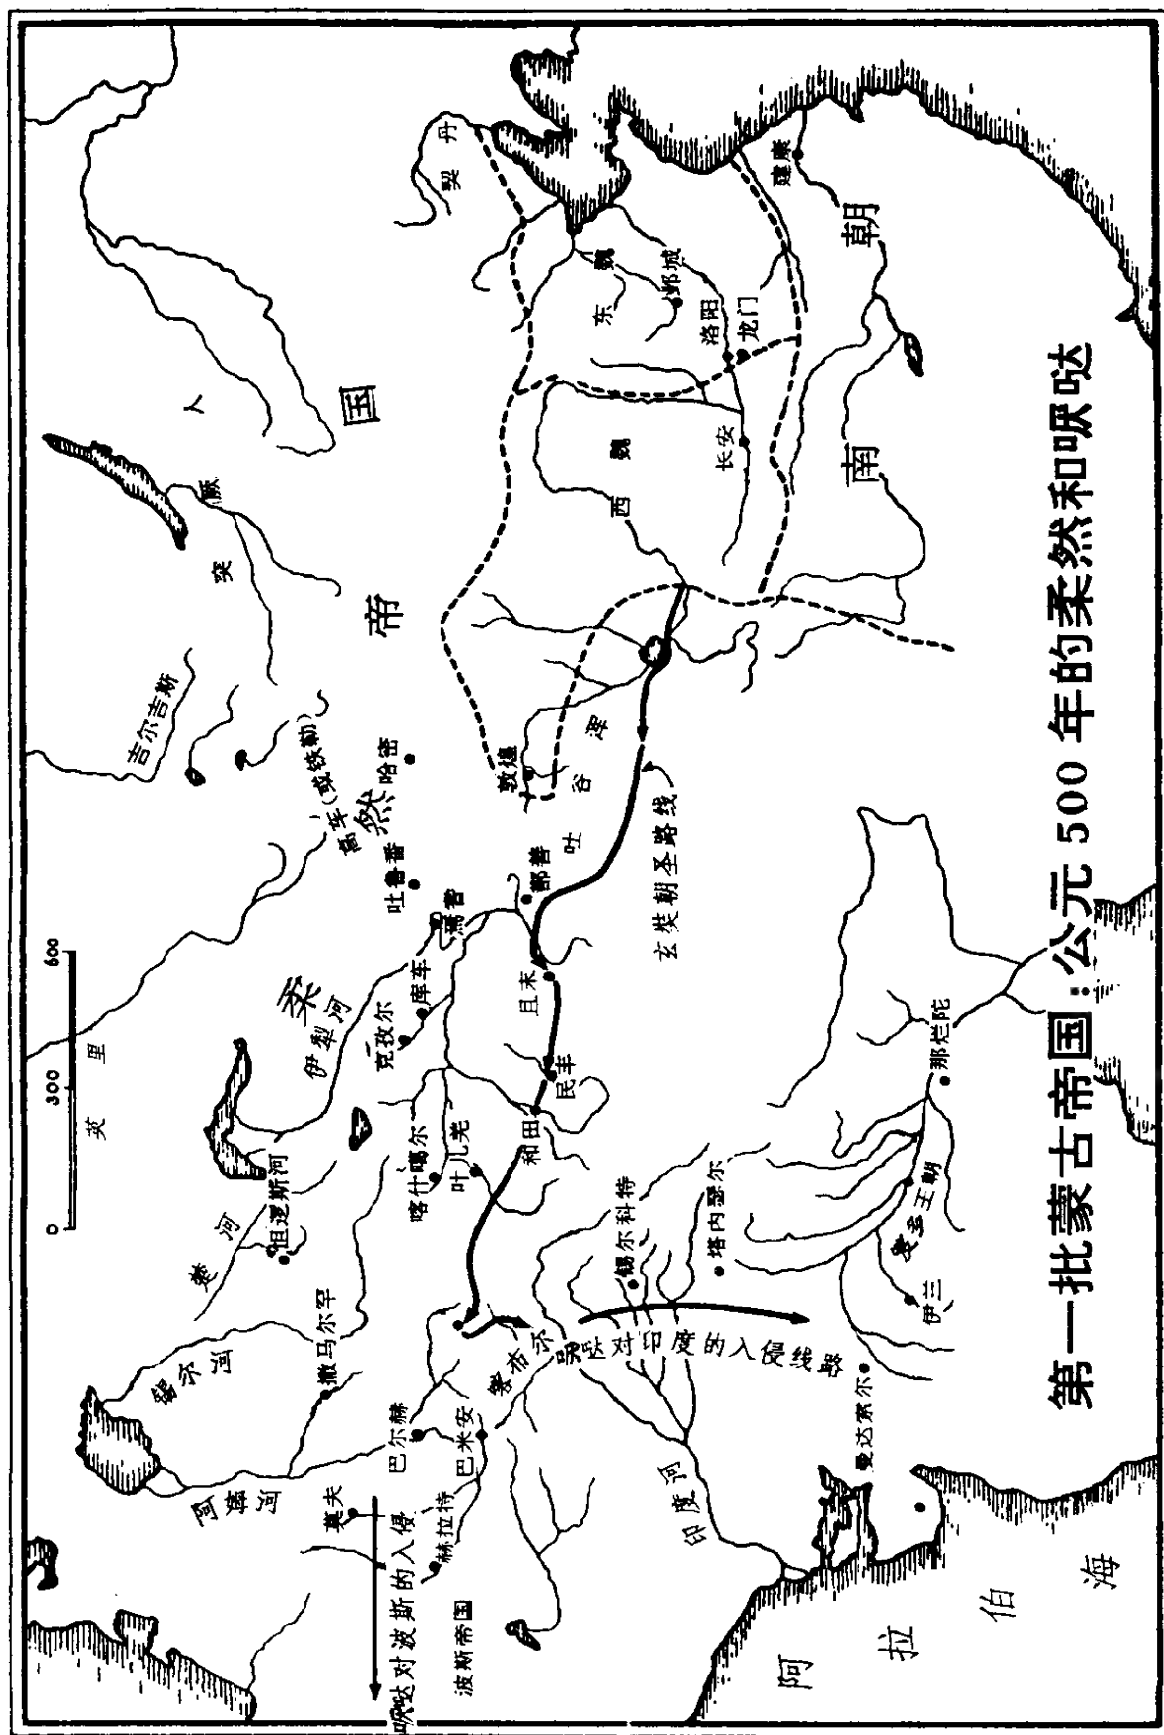 第一批蒙古帝国:公元500年的柔然和哌哒
0 300 600
英 里
柔 然 帝 国
突 厥 人
吉尔吉斯
高车(或铁勒)
契 丹
哈密
吐鲁番
焉耆
库车
克孜尔
伊犁河
楚 河
怛逻斯河
锡尔河
撒马尔罕
阿姆河
莫夫
巴尔赫
巴米安
赫拉特
哌哒对波斯的入侵
波斯帝国
喀什噶尔
叶儿羌
和田
民丰
且末
鄯善
敦煌
吐 谷 浑
玄奘朝圣路线
西 魏
东 魏
邺城
洛阳
龙门
长安
建康
南 朝
喀布尔
哌哒对印度的入侵线路
锡尔科特
塔内瑟尔
印度河
曼达索尔
伊兰
笈多王朝
那烂陀
阿 拉 伯 海